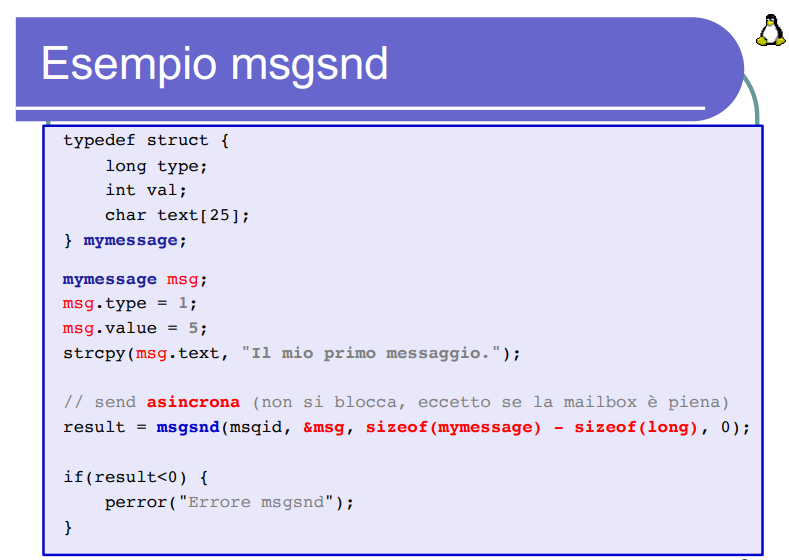 Esempio msgsnd
typedef struct {
    long type;
    int val;
    char text[25];
} mymessage;
mymessage msg;
msg.type = 1;
msg.value = 5;
strcpy(msg.text, "Il mio primo messaggio.");
// send asincrona (non si blocca, eccetto se la mailbox è piena)
result = msgsnd(msqid, &msg, sizeof(mymessage) - sizeof(long), 0);
if(result<0) {
    perror("Errore msgsnd");
}